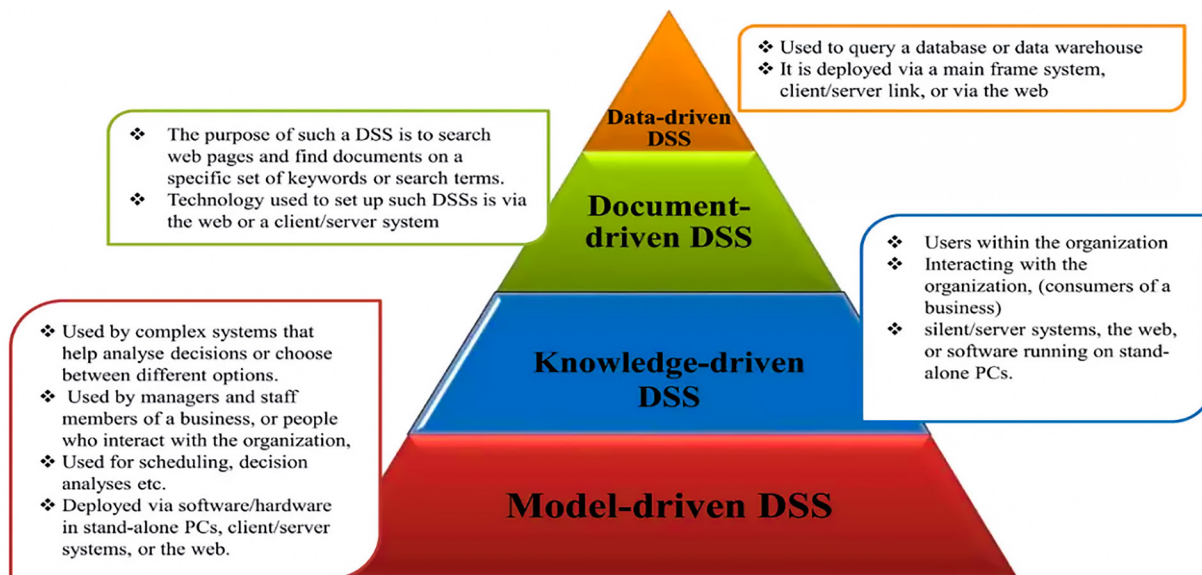 ❖ Used to query a database or data warehouse
❖ It is deployed via a main frame system,
client/server link, or via the web
Data-driven
DSS
❖ The purpose of such a DSS is to search
web pages and find documents on a
specific set of keywords or search terms.
❖ Technology used to set up such DSSs is via
the web or a client/server system
Document-
driven DSS
❖ Users within the organization
❖ Interacting with the
organization, (consumers of a
business)
❖ silent/server systems, the web,
or software running on stand-
alone PCs.
Knowledge-driven
DSS
❖ Used by complex systems that
help analyse decisions or choose
between different options.
❖ Used by managers and staff
members of a business, or people
who interact with the organization,
❖ Used for scheduling, decision
analyses etc.
❖ Deployed via software/hardware
in stand-alone PCs, client/server
systems, or the web.
Model-driven DSS